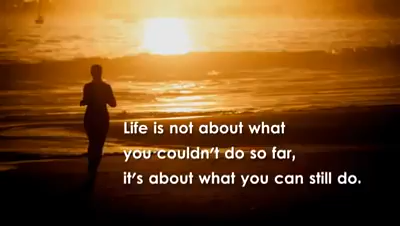 Life is not about what
you couldn't do so far,
it's about what you can still do.